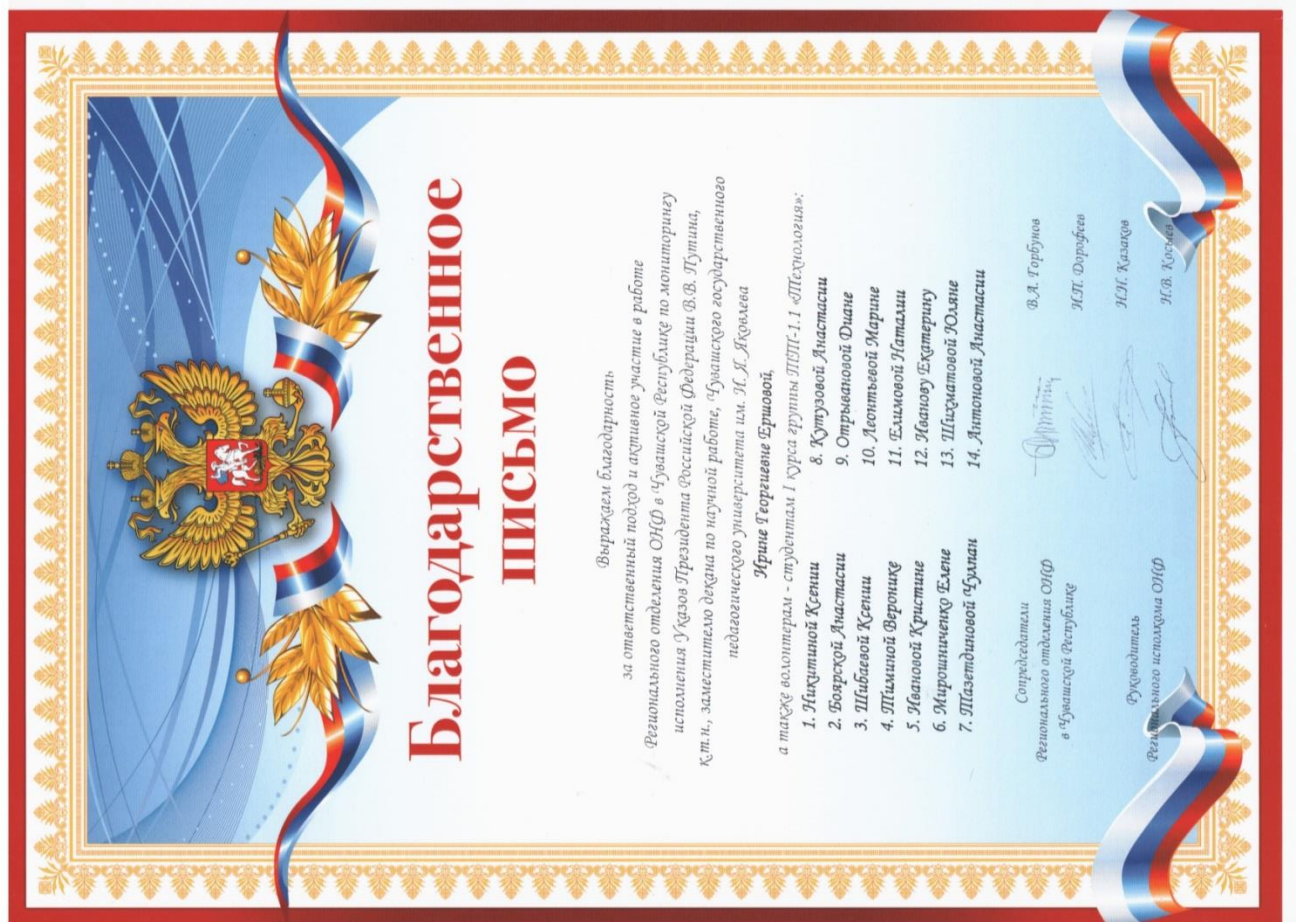 Благодарственное
письмо
Выражаем благодарность
за ответственный подход и активное участие в работе
Регионального отделения ОНФ в Чувашской Республике по мониторингу
исполнения Указов Президента Российской Федерации В.В. Путина,
к.т.н., заместителю декана по научной работе, Чувашского государственного
педагогического университета им. И. Я. Яковлева
Ирине Георгиевне Ершовой,
а также волонтерам - студентам I курса группы ППП-1.1 «Технология»:
1. Никитиной Ксении
2. Боярской Анастасии
3. Шибаевой Ксении
4. Тиминой Веронике
5. Ивановой Кристине
6. Мирошниченко Елене
7. Тазетдиновой Чулпан
8. Кутузовой Анастасии
9. Отрывановой Диане
10. Леонтьевой Марине
11. Елимовой Наталии
12. Иванову Екатерину
13. Шихматовой Юляне
14. Антоновой Анастасии
Сопредседатели
Регионального отделения ОНФ
в Чувашской Республике
В.А. Горбунов
И.П. Дорофеев
Н.Н. Казаков
Руководитель
Регионального исполкома ОНФ
Н.В. Косыев